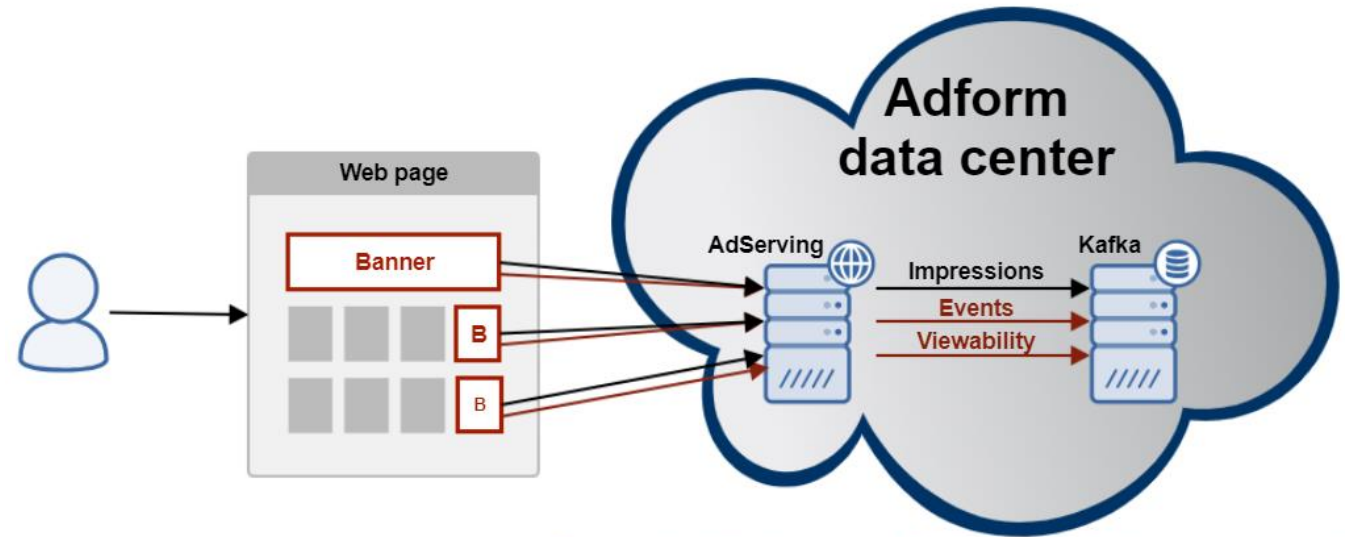 Adform
data center
Web page
Banner
B
B
AdServing
Kafka
Impressions
Events
Viewability